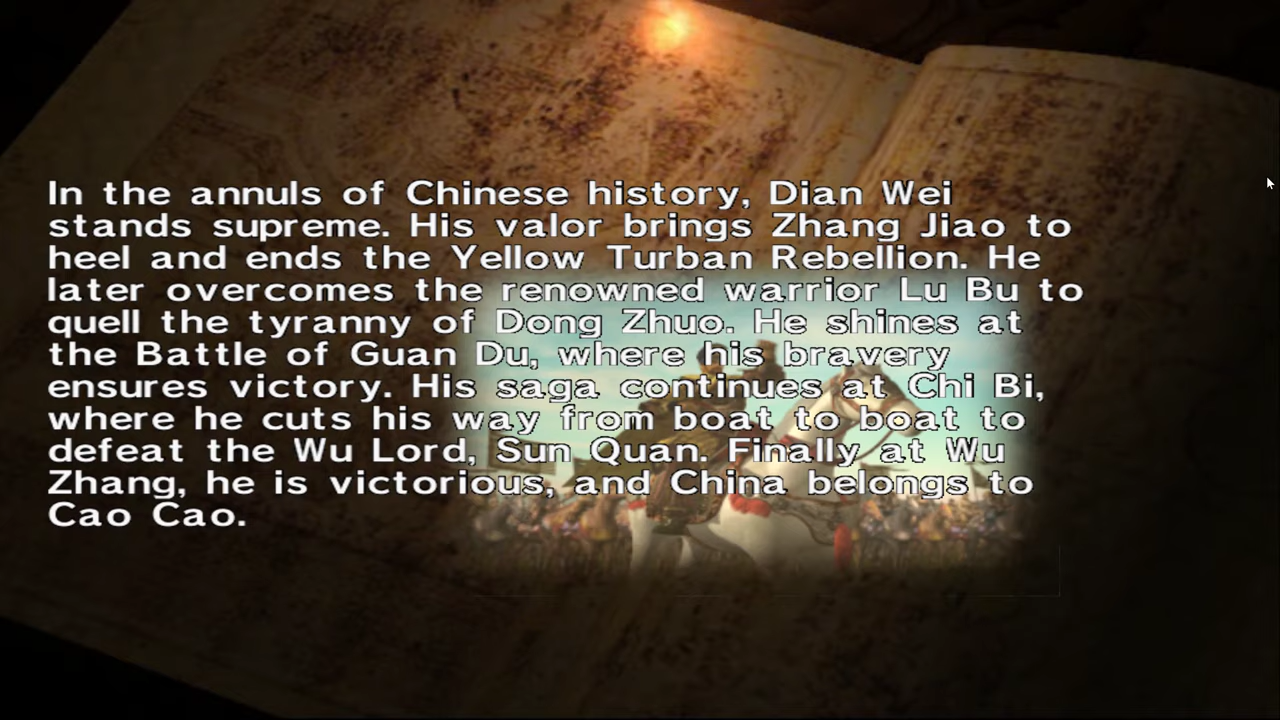 In the annuls of Chinese history, Dian Wei
stands supreme. His valor brings Zhang Jiao to
heel and ends the Yellow Turban Rebellion. He
later overcomes the renowned warrior Lu Bu to
quell the tyranny of Dong Zhuo. He shines at
the Battle of Guan Du, where his bravery
ensures victory. His saga continues at Chi Bi,
where he cuts his way from boat to boat to
defeat the Wu Lord, Sun Quan. Finally at Wu
Zhang, he is victorious, and China belongs to
Cao Cao.